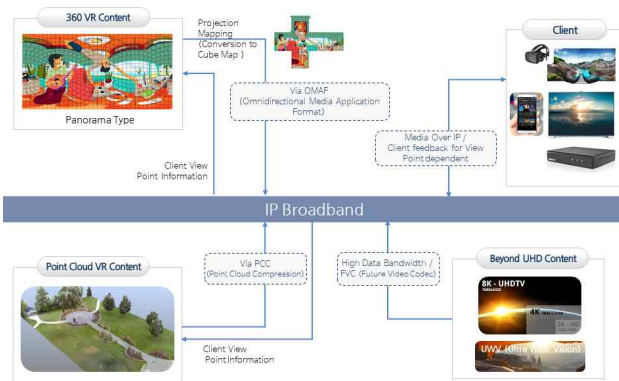 360 VR Content
Panorama Type
Projection
Mapping
(Conversion to
Cube Map )
Via OMAF
(Omnidirectional Media Application
Format)
Client
Media Over IP /
Client feedback for View
Point dependent
Client View
Point Information
IP Broadband
Point Cloud VR Content
Via PCC
(Point Cloud Compression)
High Data Bandwidth /
FVC (Future Video Codec)
Client View
Point Information
Beyond UHD Content
8K - UHDTV
4K
2K - HD
UWV (Ultra Wide Vision)